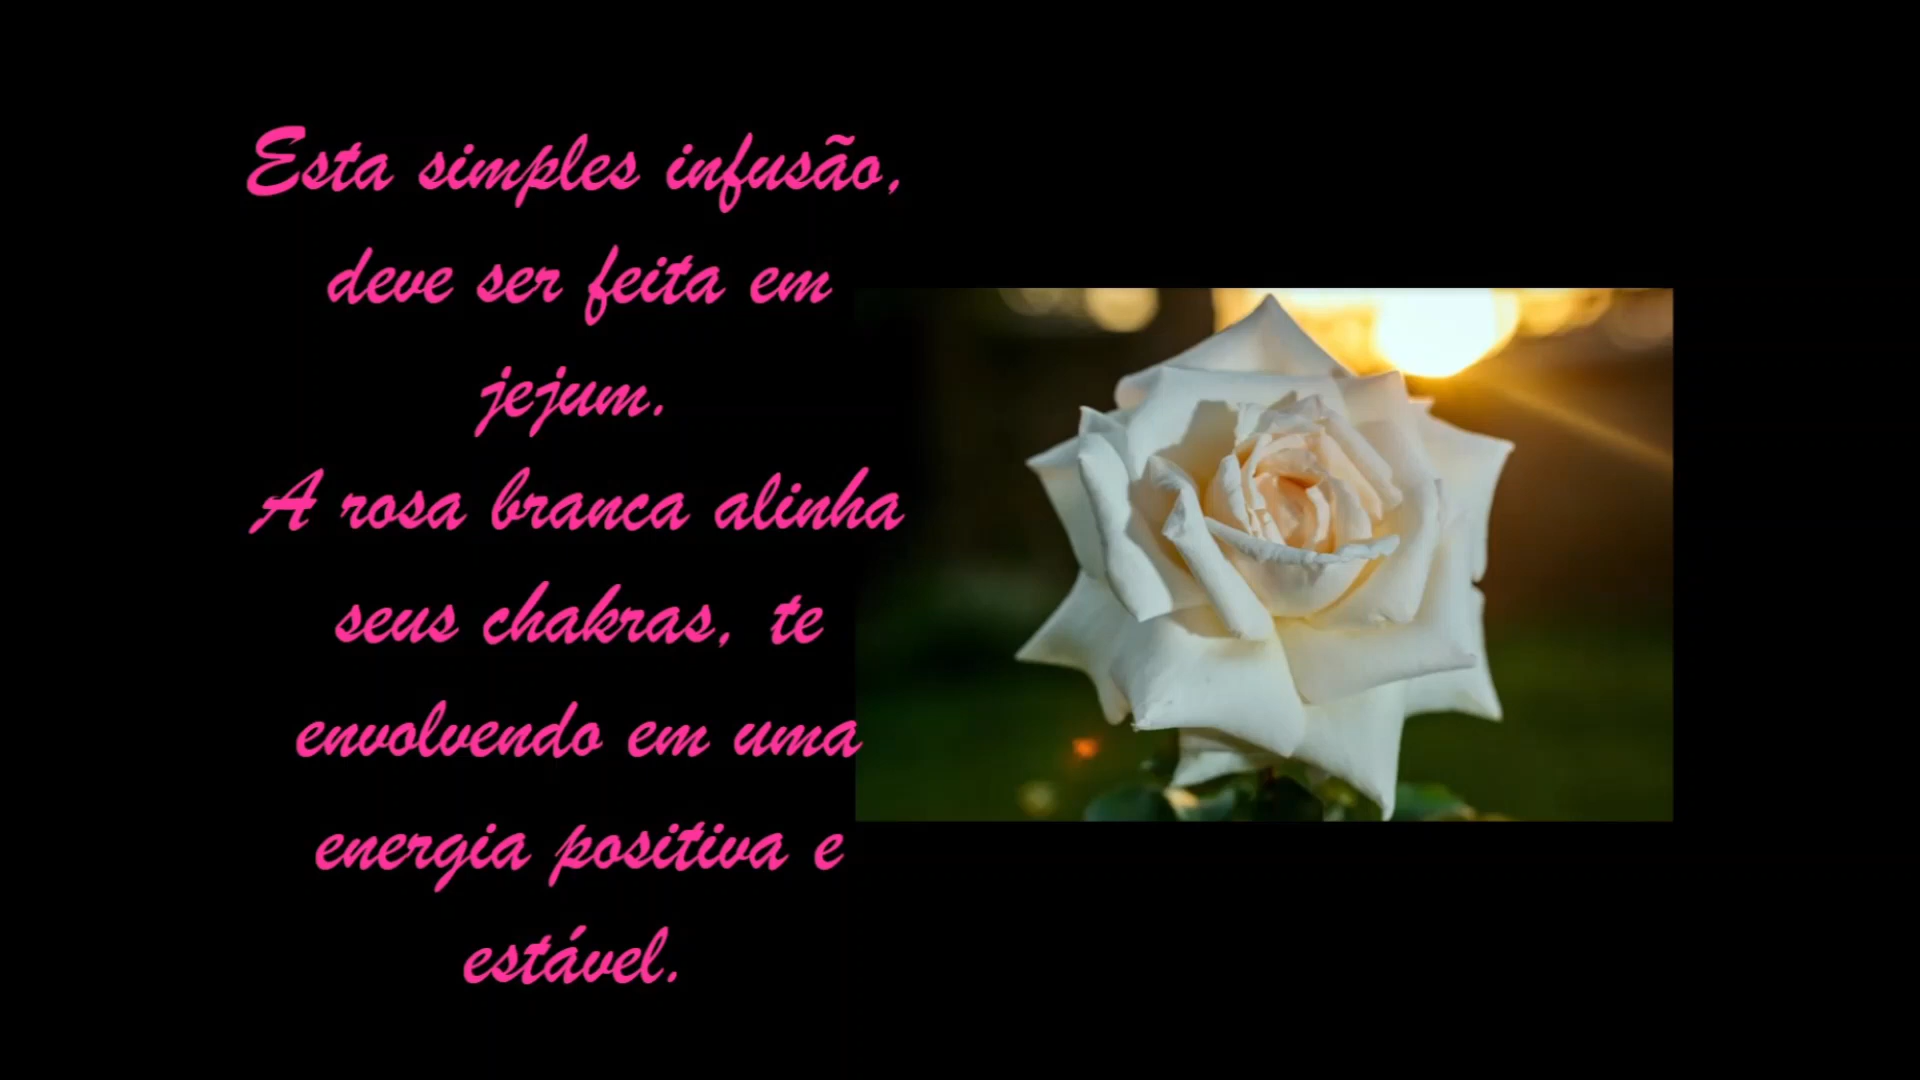 Esta simples infusão,
deve ser feita em
jejum.
A rosa branca alinha
seus chakras, te
envolvendo em uma
energia positiva e
estável.